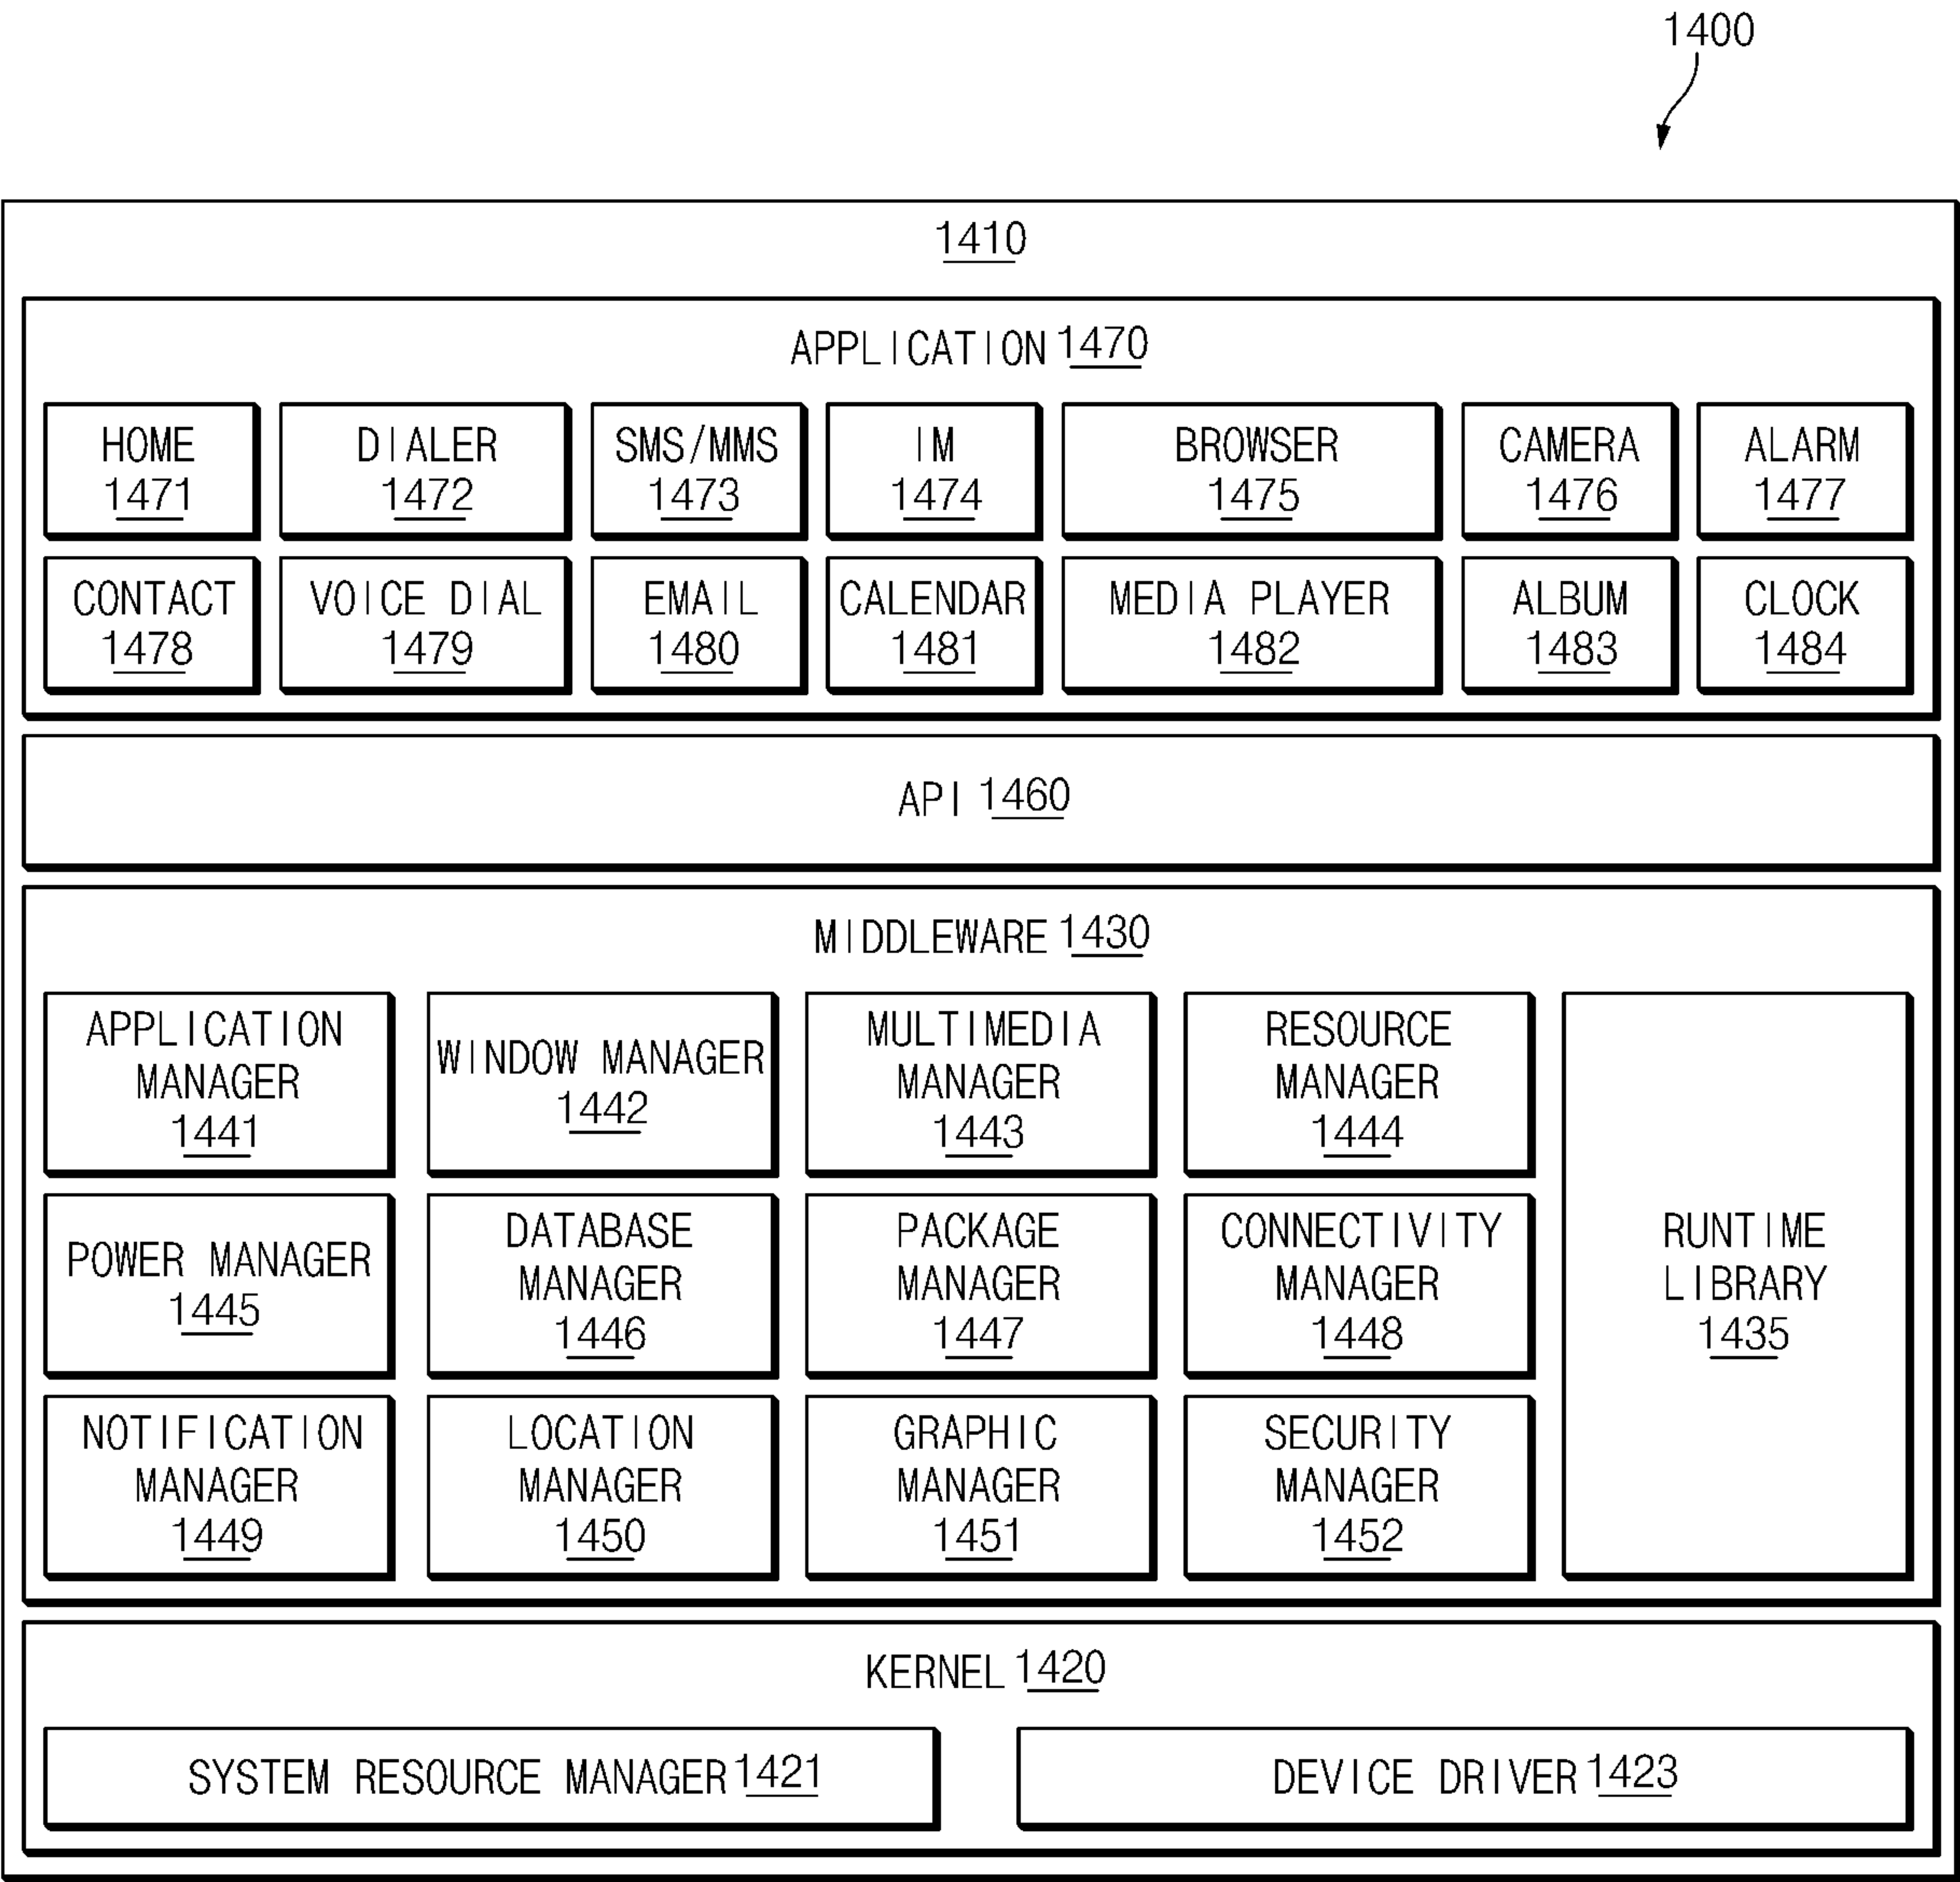 1400
1410
APPLICATION 1470
HOME
1471
DIALER
1472
SMS/MMS
1473
IM
1474
BROWSER
1475
CAMERA
1476
ALARM
1477
CONTACT
1478
VOICE DIAL
1479
EMAIL
1480
CALENDAR
1481
MEDIA PLAYER
1482
ALBUM
1483
CLOCK
1484
API 1460
MIDDLEWARE 1430
APPLICATION
MANAGER
1441
WINDOW MANAGER
1442
MULTIMEDIA
MANAGER
1443
RESOURCE
MANAGER
1444
POWER MANAGER
1445
DATABASE
MANAGER
1446
PACKAGE
MANAGER
1447
CONNECTIVITY
MANAGER
1448
RUNTIME
LIBRARY
1435
NOTIFICATION
MANAGER
1449
LOCATION
MANAGER
1450
GRAPHIC
MANAGER
1451
SECURITY
MANAGER
1452
KERNEL 1420
SYSTEM RESOURCE MANAGER 1421
DEVICE DRIVER 1423